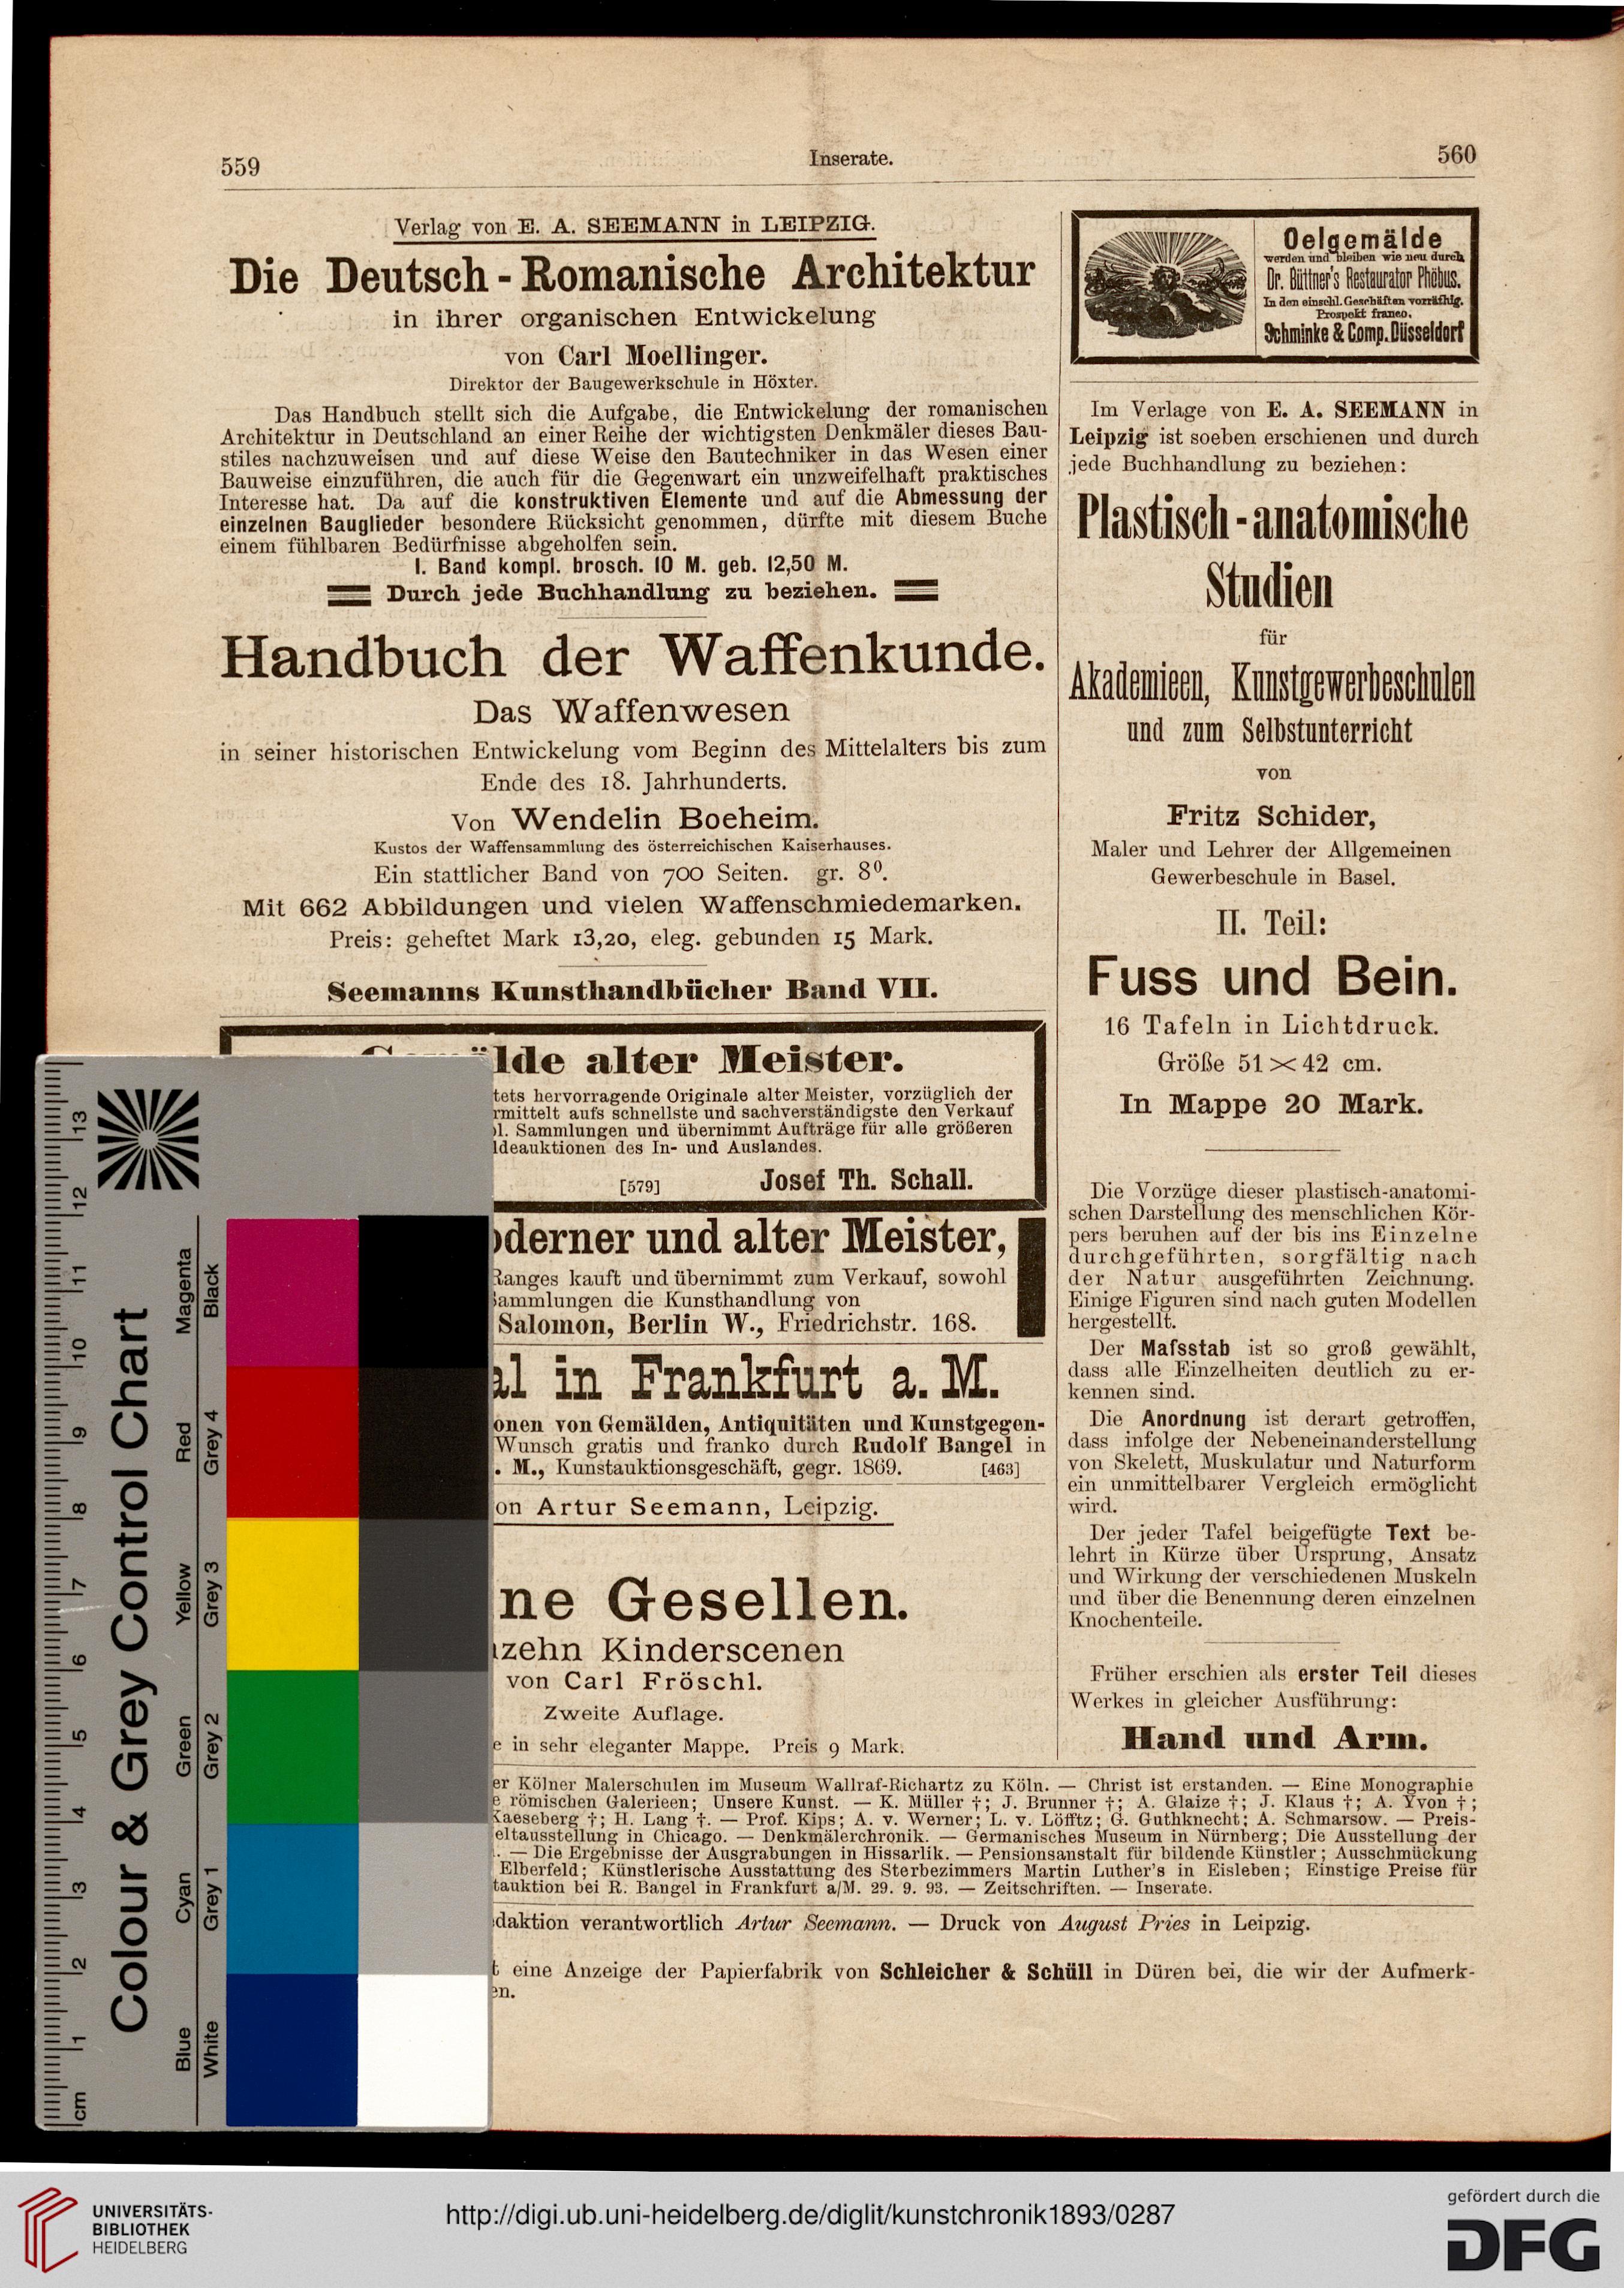 559
Inserate.
560
Verlag von E. A. SEEMANN in LEIPZIG.
Die Deutsch-Romanische Architektur
in ihrer organischen Entwickelung
von Carl Moellinger.
Direktor der Baugewerkschule in Höxter.
Das Handbuch stellt sich die Aufgabe, die Entwickelung der romanischen
Architektur in Deutschland an einer Reihe der wichtigsten Denkmäler dieses Bau-
stiles nachzuweisen und auf diese Weise den Bautechniker in das Wesen einer
Bauweise einzuführen, die auch für die Gegenwart ein unzweifelhaft praktisches
Interesse hat. Da auf die konstruktiven Elemente und auf die Abmessung der
einzelnen Bauglieder besondere Rücksicht genommen, dürfte mit diesem Buche
einem fühlbaren Bedürfnisse abgeholfen sein.
I. Band kompl. brosch. 10 M. geb. 12,50 M.
Durch jede Buchhandlung zu beziehen.
Handbuch der Waffenkunde.
Das Waffenwesen
in seiner historischen Entwickelung vom Beginn des Mittelalters bis zum
Ende des 18. Jahrhunderts.
Von Wendelin Boeheim.
Kustos der Waffensammlung des österreichischen Kaiserhauses.
Ein stattlicher Band von 700 Seiten. gr. 8⁰.
Mit 662 Abbildungen und vielen Waffenschmiedemarken.
Preis: geheftet Mark 13,20, eleg. gebunden 15 Mark.
Seemanns Kunsthandbücher Band VII.
lde alter Meister.
tets hervorragende Originale alter Meister, vorzüglich der
rmittelt aufs schnellste und sachverständigste den Verkauf
l. Sammlungen und übernimmt Aufträge für alle größeren
ldeauktionen des In- und Auslandes.
[579] Josef Th. Schall.
oderner und alter Meister,
Ranges kauft und übernimmt zum Verkauf, sowohl
Sammlungen die Kunsthandlung von
Salomon, Berlin W., Friedrichstr. 168.
al in Frankfurt a. M.
onen von Gemälden, Antiquitäten und Kunstgegen-
Wunsch gratis und franko durch Rudolf Bangel in
. M., Kunstauktionsgeschäft, gegr. 1869. [463]
on Artur Seemann, Leipzig.
ne Gesellen.
zehn Kinderscenen
von Carl Fröschl.
Zweite Auflage.
e in sehr eleganter Mappe. Preis 9 Mark.
Oelgemälde
werden und bleiben wie neu durch
Dr. Büttner's Restaurator Phöbus.
In den einschl. Geschäften vorräthig.
Prospekt franco.
Schminke & Comp. Düsseldorf
Im Verlage von E. A. SEEMANN in
Leipzig ist soeben erschienen und durch
jede Buchhandlung zu beziehen:
Plastisch-anatomische
Studien
für
Akademieen, Kunstgewerbeschulen
und zum Selbstunterricht
von
Fritz Schider,
Maler und Lehrer der Allgemeinen
Gewerbeschule in Basel.
II. Teil:
Fuss und Bein.
16 Tafeln in Lichtdruck.
Größe 51 × 42 cm.
In Mappe 20 Mark.
Die Vorzüge dieser plastisch-anatomi-
schen Darstellung des menschlichen Kör-
pers beruhen auf der bis ins Einzelne
durchgeführten, sorgfältig nach
der Natur ausgeführten Zeichnung.
Einige Figuren sind nach guten Modellen
hergestellt.
Der Maſsstab ist so groß gewählt,
dass alle Einzelheiten deutlich zu er-
kennen sind.
Die Anordnung ist derart getroffen,
dass infolge der Nebeneinanderstellung
von Skelett, Muskulatur und Naturform
ein unmittelbarer Vergleich ermöglicht
wird.
Der jeder Tafel beigefügte Text be-
lehrt in Kürze über Ursprung, Ansatz
und Wirkung der verschiedenen Muskeln
und über die Benennung deren einzelnen
Knochenteile.
Früher erschien als erster Teil dieses
Werkes in gleicher Ausführung:
Hand und Arm.
er Kölner Malerschulen im Museum Wallraf-Richartz zu Köln. — Christ ist erstanden. — Eine Monographie
e römischen Galerieen; Unsere Kunst. — K. Müller †; J. Brunner †; A. Glaize †; J. Klaus †; A. Yvon †;
Kaeseberg †; H. Lang †. — Prof. Kips; A. v. Werner; L. v. Löfftz; G. Guthknecht; A. Schmarsow. — Preis-
eltausstellung in Chicago. — Denkmälerchronik. — Germanisches Museum in Nürnberg; Die Ausstellung der
. — Die Ergebnisse der Ausgrabungen in Hissarlik. — Pensionsanstalt für bildende Künstler; Ausschmückung
Elberfeld; Künstlerische Ausstattung des Sterbezimmers Martin Luther's in Eisleben; Einstige Preise für
tauktion bei R. Bangel in Frankfurt a/M. 29. 9. 93. — Zeitschriften. — Inserate.
daktion verantwortlich Artur Seemann. — Druck von August Pries in Leipzig.
t eine Anzeige der Papierfabrik von Schleicher & Schüll in Düren bei, die wir der Aufmerk-
en.
Colour & Grey Control Chart
Blue Cyan Green Yellow Red Magenta
White Grey 1 Grey 2 Grey 3 Grey 4 Black
cm 1 2 3 4 5 6 7 8 9 10 11 12 13
UNIVERSITÄTS-
BIBLIOTHEK
HEIDELBERG
http://digi.ub.uni-heidelberg.de/diglit/kunstchronik1893/0287
gefördert durch die
DFG